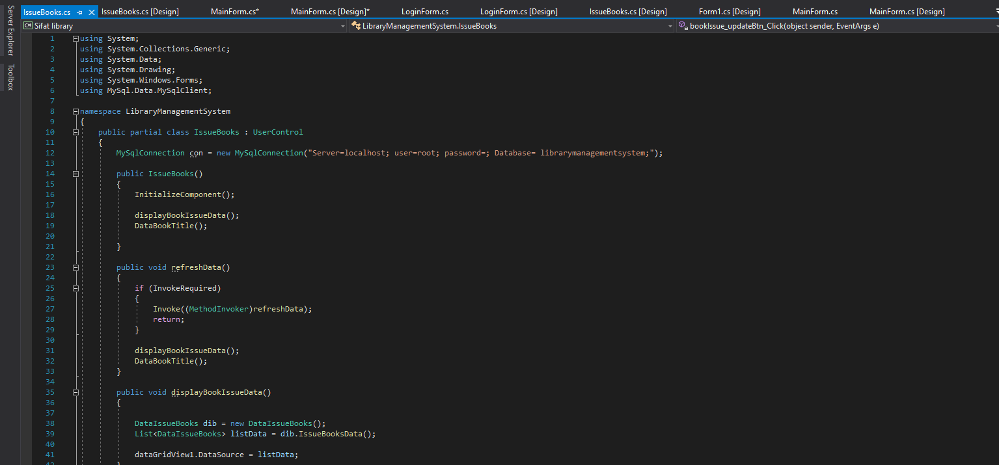 Server Explorer
Toolbox
IssueBooks.cs IssueBooks.cs [Design] MainForm.cs* MainForm.cs [Design]* LoginForm.cs LoginForm.cs [Design] IssueBooks.cs [Design] Form1.cs [Design] MainForm.cs MainForm.cs [Design]
C# Sifat library LibraryManagementSystem.IssueBooks bookIssue_updateBtn_Click(object sender, EventArgs e)
1 using System;
2 using System.Collections.Generic;
3 using System.Data;
4 using System.Drawing;
5 using System.Windows.Forms;
6 using MySql.Data.MySqlClient;
7
8 namespace LibraryManagementSystem
9 {
10 public partial class IssueBooks : UserControl
11 {
12 MySqlConnection con = new MySqlConnection("Server=localhost; user=root; password=; Database= librarymanagementsystem;");
13
14 public IssueBooks()
15 {
16 InitializeComponent();
17
18 displayBookIssueData();
19 DataBookTitle();
20
21 }
22
23 public void refreshData()
24 {
25 if (InvokeRequired)
26 {
27 Invoke((MethodInvoker)refreshData);
28 return;
29 }
30
31 displayBookIssueData();
32 DataBookTitle();
33 }
34
35 public void displayBookIssueData()
36 {
37
38 DataIssueBooks dib = new DataIssueBooks();
39 List<DataIssueBooks> listData = dib.IssueBooksData();
40
41 dataGridView1.DataSource = listData;
42 }